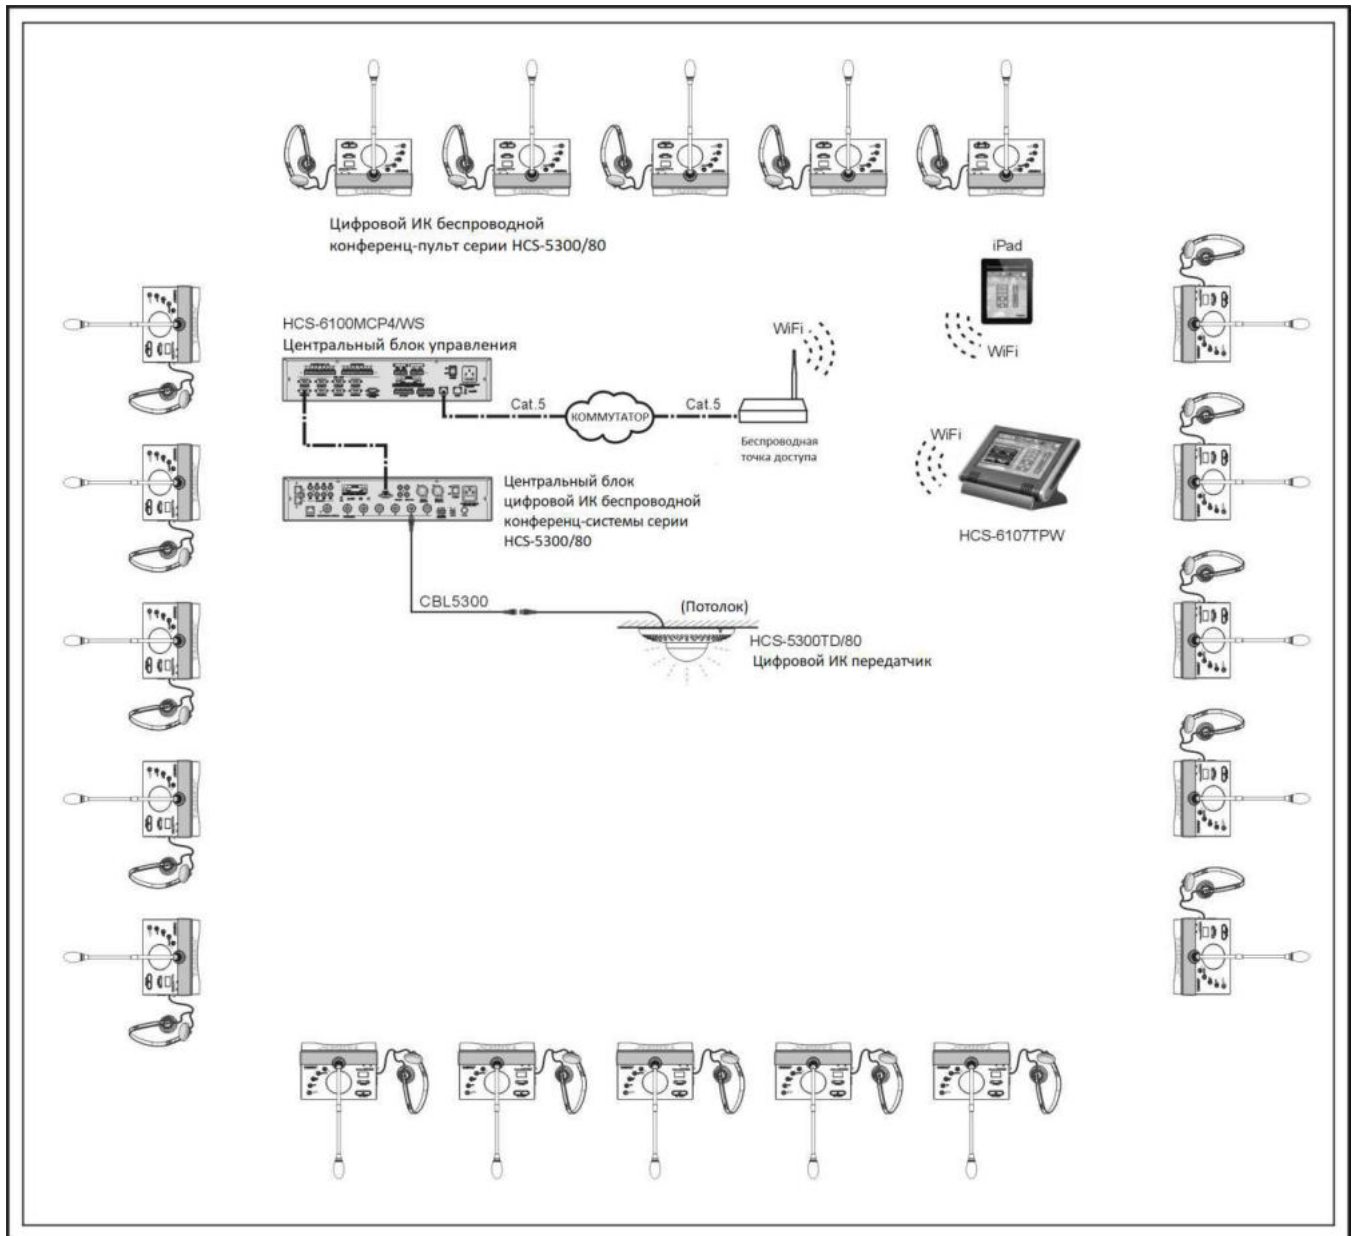 Цифровой ИК беспроводной
конференц-пульт серии HCS-5300/80
iPad
WiFi
HCS-6100MCP4/WS
Центральный блок управления
WiFi
Cat.5
КОММУТАТОР
Cat.5
Беспроводная
точка доступа
WiFi
HCS-6107TPW
Центральный блок
цифровой ИК беспроводной
конференц-системы серии
HCS-5300/80
CBL5300
(Потолок)
HCS-5300TD/80
Цифровой ИК передатчик